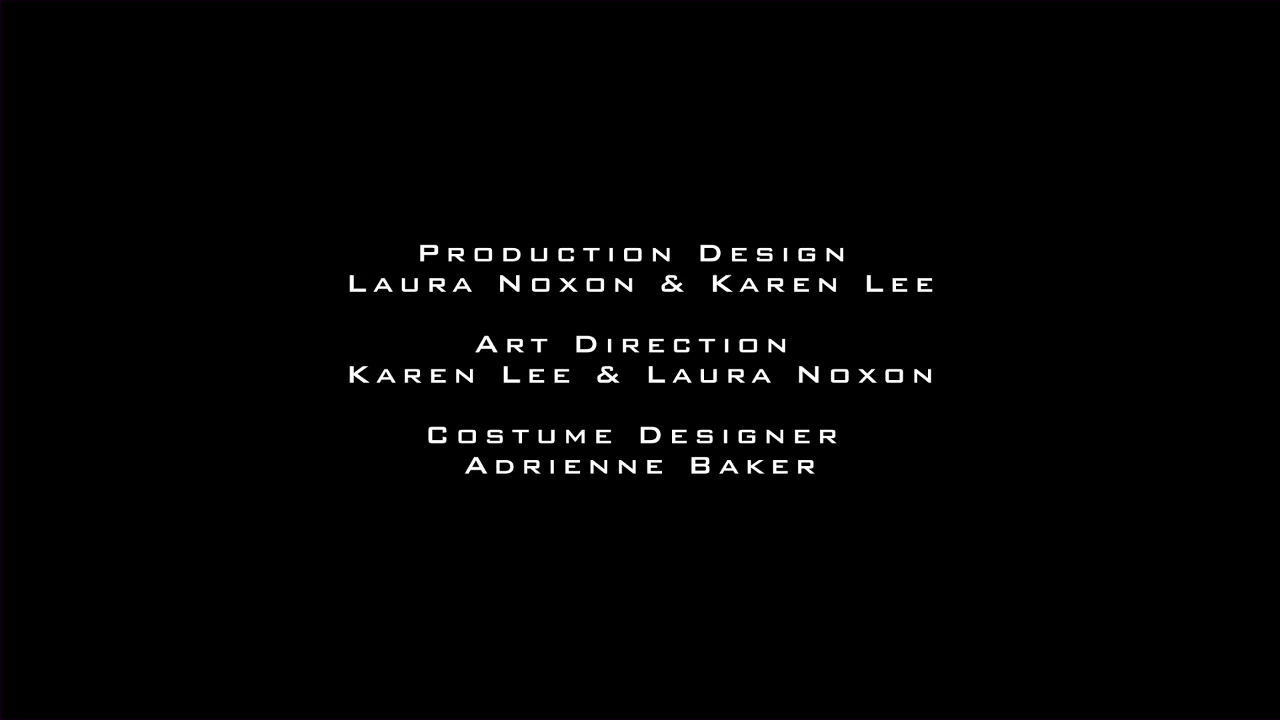 Production Design
Laura Noxon & Karen Lee
Art Direction
Karen Lee & Laura Noxon
Costume Designer
Adrienne Baker